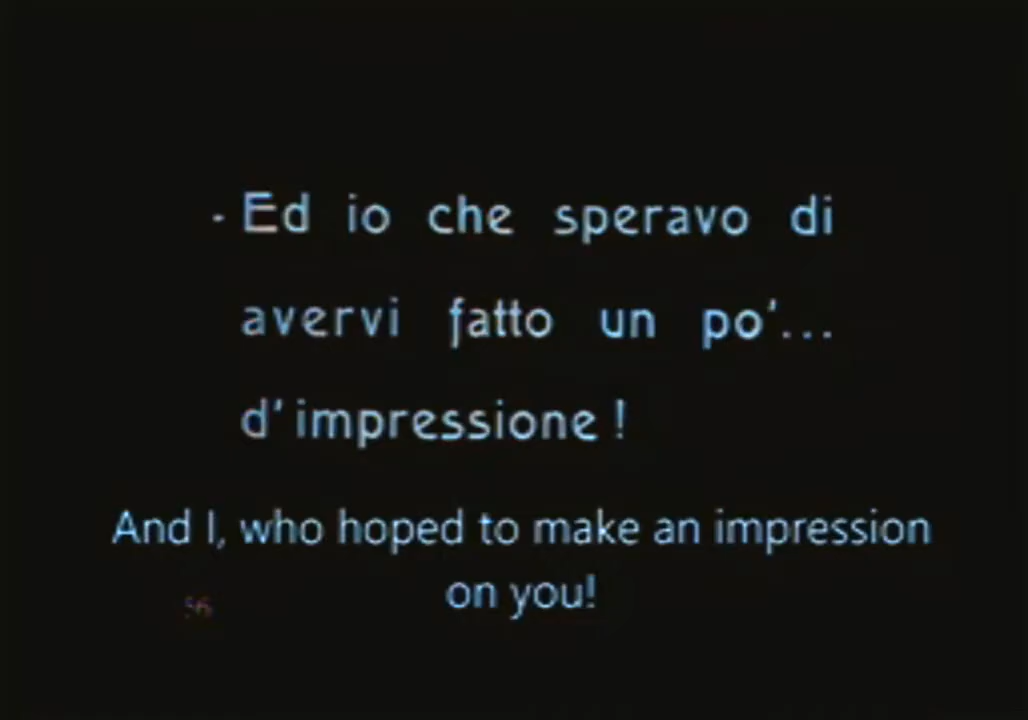 - Ed io che speravo di
avervi fatto un po'...
d'impressione!
And I, who hoped to make an impression
on you!
56